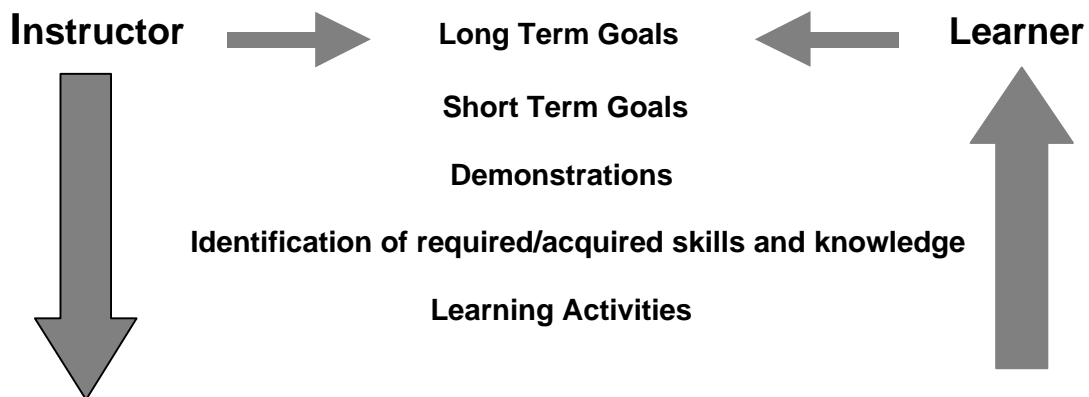 Instructor Long Term Goals Learner
Short Term Goals
Demonstrations
Identification of required/acquired skills and knowledge
Learning Activities